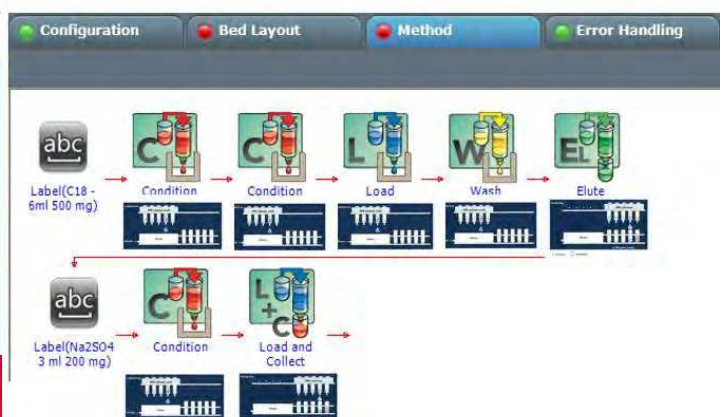 Configuration
Bed Layout
Method
Error Handling
abc
C
C
L
W
EL
Label(C18 -
6ml 500 mg)
Condition
Condition
Load
Wash
Elute
abc
C
L
+
C
Label(Na2SO4
3 ml 200 mg)
Condition
Load and
Collect